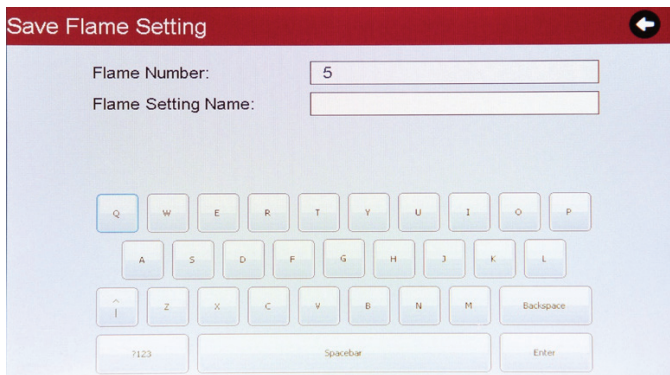 Save Flame Setting
Flame Number: 5
Flame Setting Name:
Q W E R T Y U I O P
A S D F G H J K L
Z X C V B N M Backspace
?123 Spacebar Enter